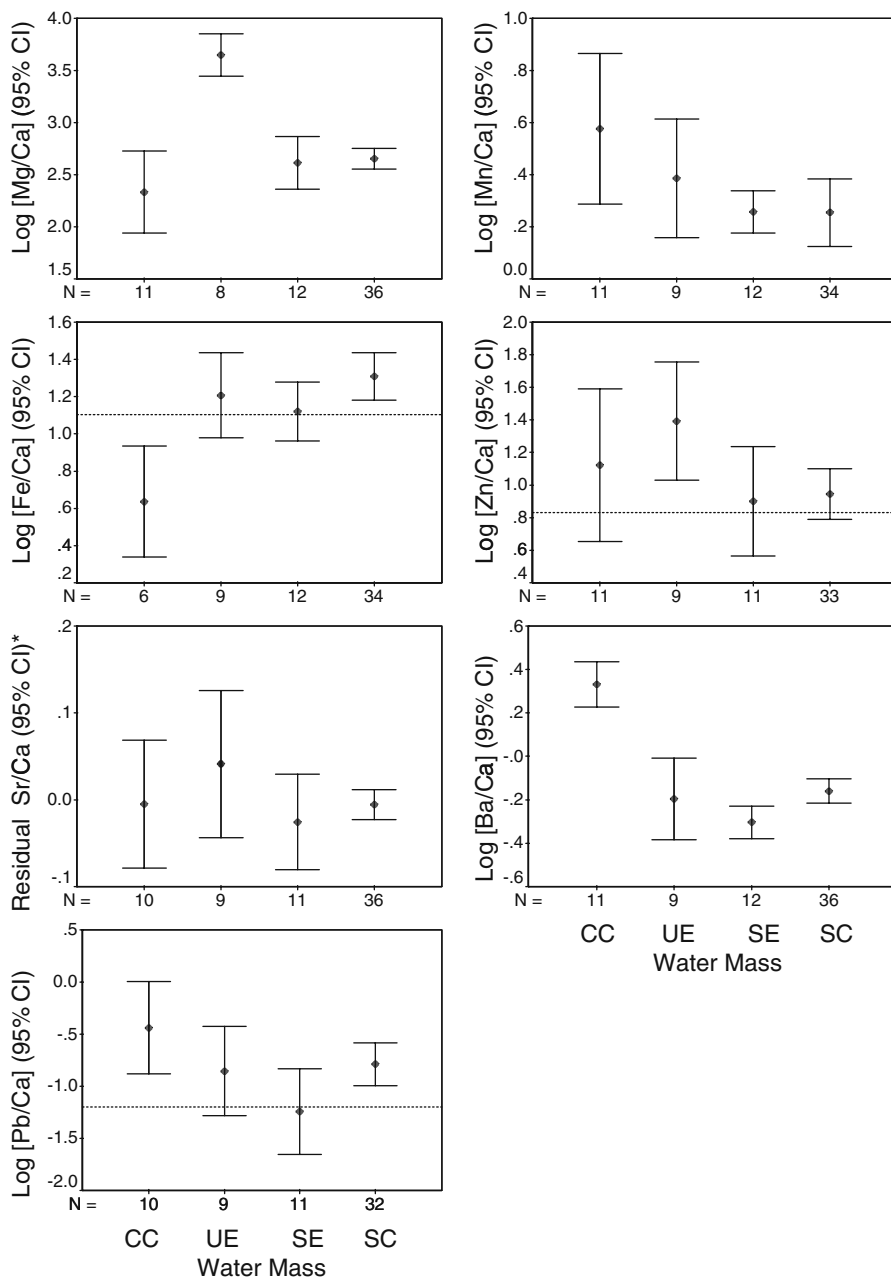 Log [Mg/Ca] (95% CI)
4.0
3.5
3.0
2.5
2.0
1.5
N = 11 8 12 36
Log [Mn/Ca] (95% CI)
1.0
.8
.6
.4
.2
0.0
N = 11 9 12 34
Log [Fe/Ca] (95% CI)
1.6
1.4
1.2
1.0
.8
.6
.4
.2
N = 6 9 12 34
Log [Zn/Ca] (95% CI)
2.0
1.8
1.6
1.4
1.2
1.0
.8
.6
.4
N = 11 9 11 33
Residual Sr/Ca (95% CI)*
.2
.1
0.0
-.1
N = 10 9 11 36
Log [Ba/Ca] (95% CI)
.6
.4
.2
-.0
-.2
-.4
-.6
N = 11 9 12 36
CC UE SE SC
Water Mass
Log [Pb/Ca] (95% CI)
.5
0.0
-.5
-1.0
-1.5
-2.0
N = 10 9 11 32
CC UE SE SC
Water Mass